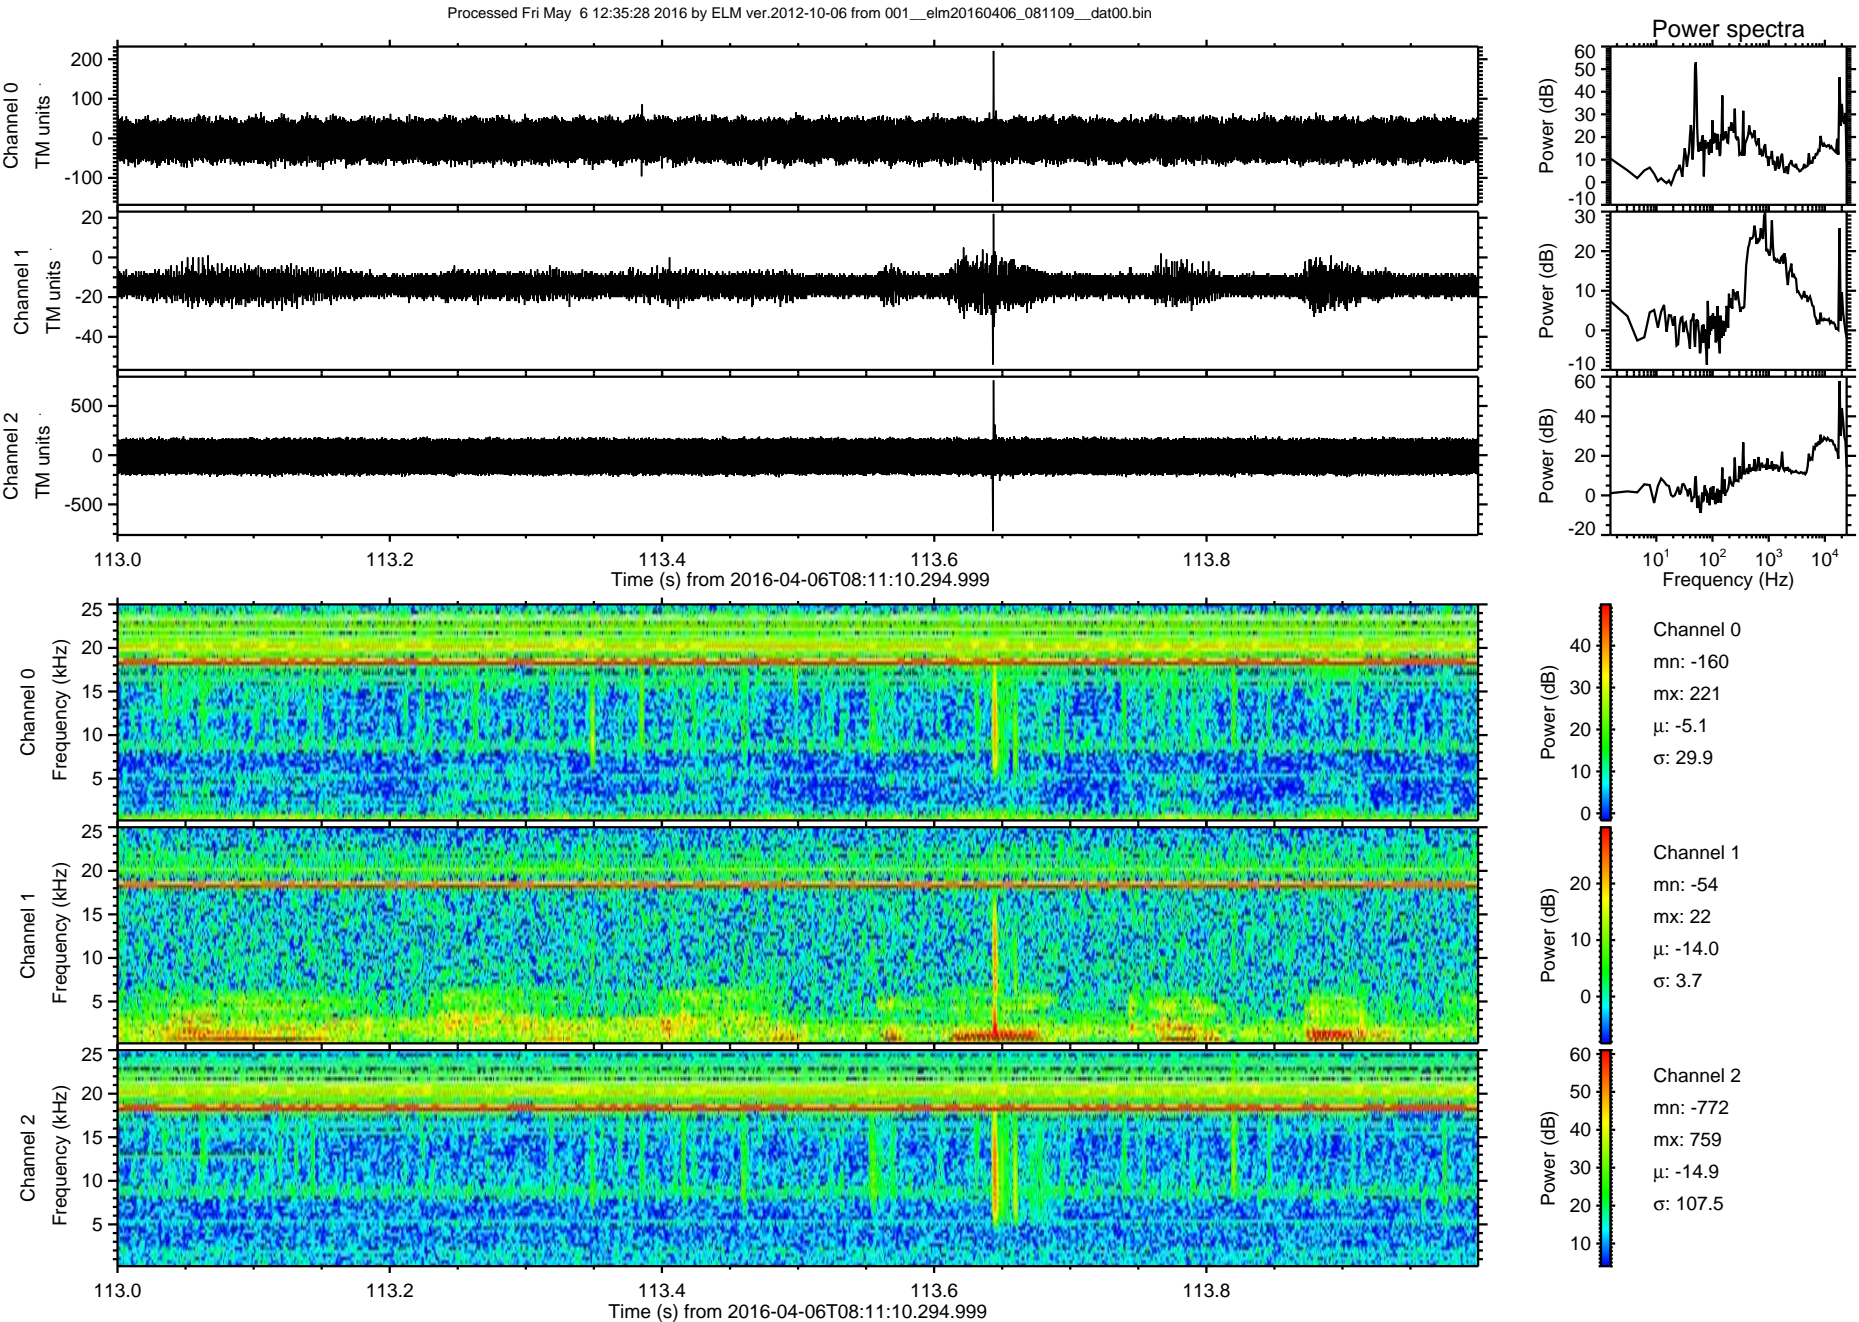 Processed Fri May  6 12:35:28 2016 by ELM ver.2012-10-06 from 001__elm20160406_081109__dat00.bin
Power spectra
Channel 0
TM units
200
100
0
-100
Power (dB)
60
50
40
30
20
10
0
-10
Channel 1
TM units
20
0
-20
-40
Power (dB)
30
20
10
0
-10
Channel 2
TM units
500
0
-500
Power (dB)
60
40
20
0
-20
113.0 113.2 113.4 113.6 113.8
Time (s) from 2016-04-06T08:11:10.294.999
10^1 10^2 10^3 10^4
Frequency (Hz)
Channel 0
Frequency (kHz)
25
20
15
10
5
Power (dB)
40
30
20
10
0
Channel 0
mn: -160
mx: 221
μ: -5.1
σ: 29.9
Channel 1
Frequency (kHz)
25
20
15
10
5
Power (dB)
20
10
0
Channel 1
mn: -54
mx: 22
μ: -14.0
σ: 3.7
Channel 2
Frequency (kHz)
25
20
15
10
5
Power (dB)
60
50
40
30
20
10
Channel 2
mn: -772
mx: 759
μ: -14.9
σ: 107.5
113.0 113.2 113.4 113.6 113.8
Time (s) from 2016-04-06T08:11:10.294.999